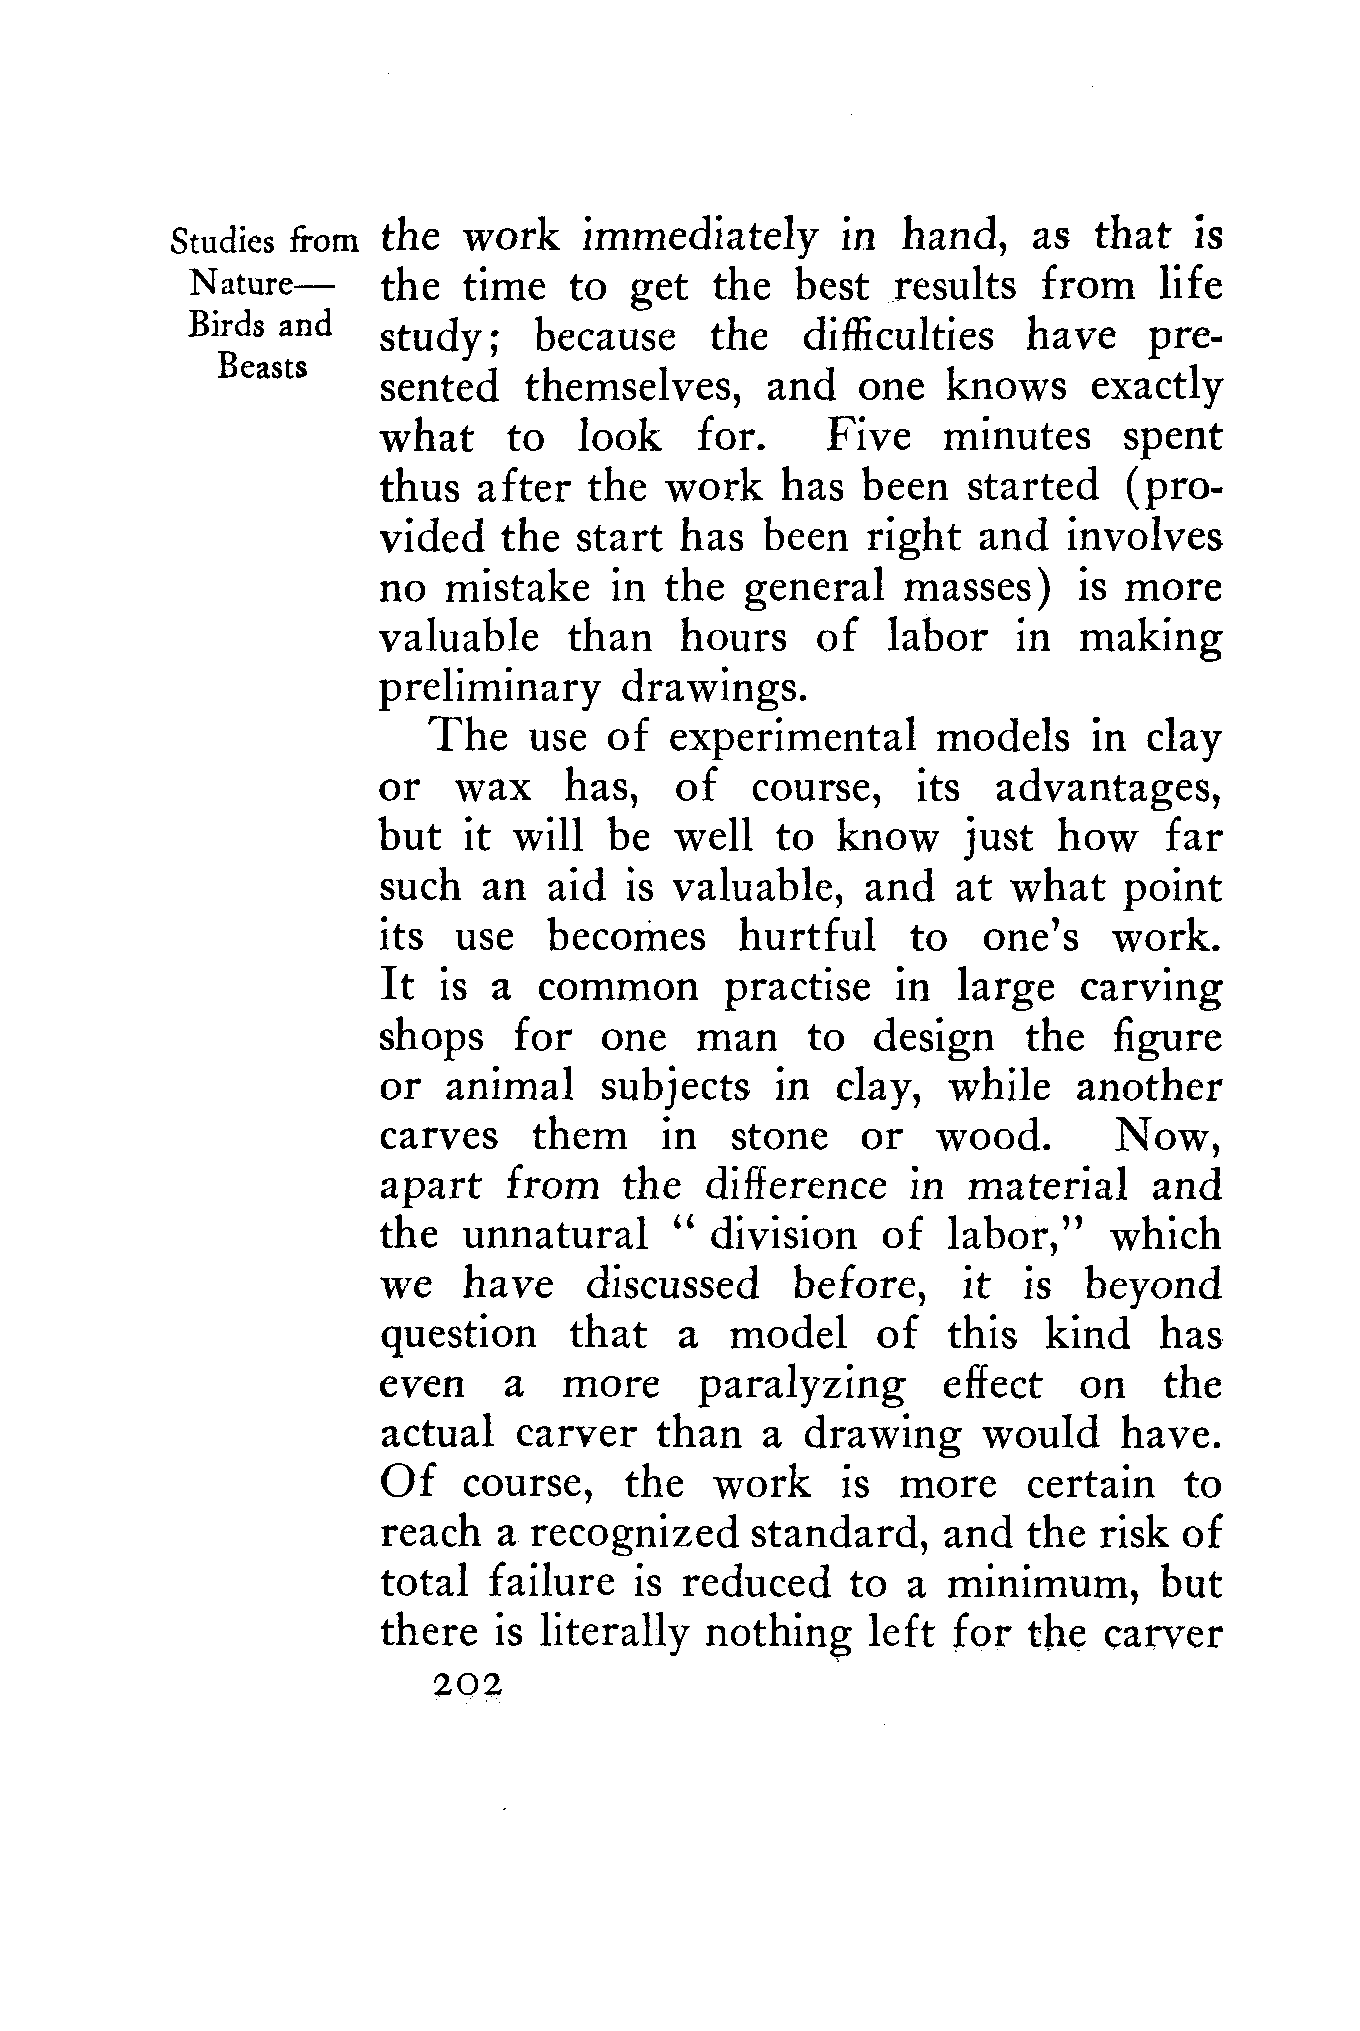 Studies from
Nature—
Birds and
Beasts
the work immediately in hand, as that is
the time to get the best results from life
study; because the difficulties have pre-
sented themselves, and one knows exactly
what to look for. Five minutes spent
thus after the work has been started (pro-
vided the start has been right and involves
no mistake in the general masses) is more
valuable than hours of labor in making
preliminary drawings.
The use of experimental models in clay
or wax has, of course, its advantages,
but it will be well to know just how far
such an aid is valuable, and at what point
its use becomes hurtful to one's work.
It is a common practise in large carving
shops for one man to design the figure
or animal subjects in clay, while another
carves them in stone or wood. Now,
apart from the difference in material and
the unnatural “ division of labor,” which
we have discussed before, it is beyond
question that a model of this kind has
even a more paralyzing effect on the
actual carver than a drawing would have.
Of course, the work is more certain to
reach a recognized standard, and the risk of
total failure is reduced to a minimum, but
there is literally nothing left for the carver
202